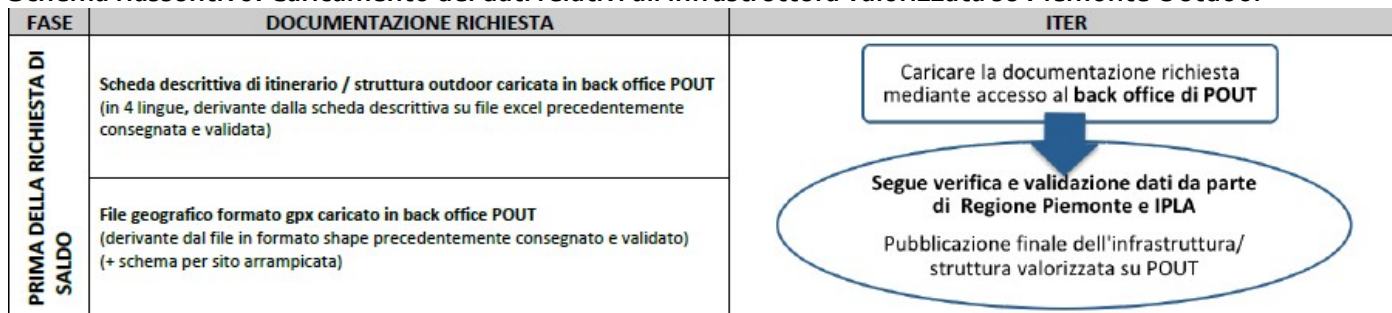 Schema riassuntivo: Caricamento dei dati relativi all'infrastruttura valorizzata su Piemonte Outdoor
FASE
DOCUMENTAZIONE RICHIESTA
ITER
PRIMA DELLA RICHIESTA DI
SALDO
Scheda descrittiva di itinerario / struttura outdoor caricata in back office POUT
(in 4 lingue, derivante dalla scheda descrittiva su file excel precedentemente
consegnata e validata)
File geografico formato gpx caricato in back office POUT
(derivante dal file in formato shape precedentemente consegnato e validato)
(+ schema per sito arrampicata)
Caricare la documentazione richiesta
mediante accesso al back office di POUT
Segue verifica e validazione dati da parte
di Regione Piemonte e IPLA
Pubblicazione finale dell'infrastruttura/
struttura valorizzata su POUT